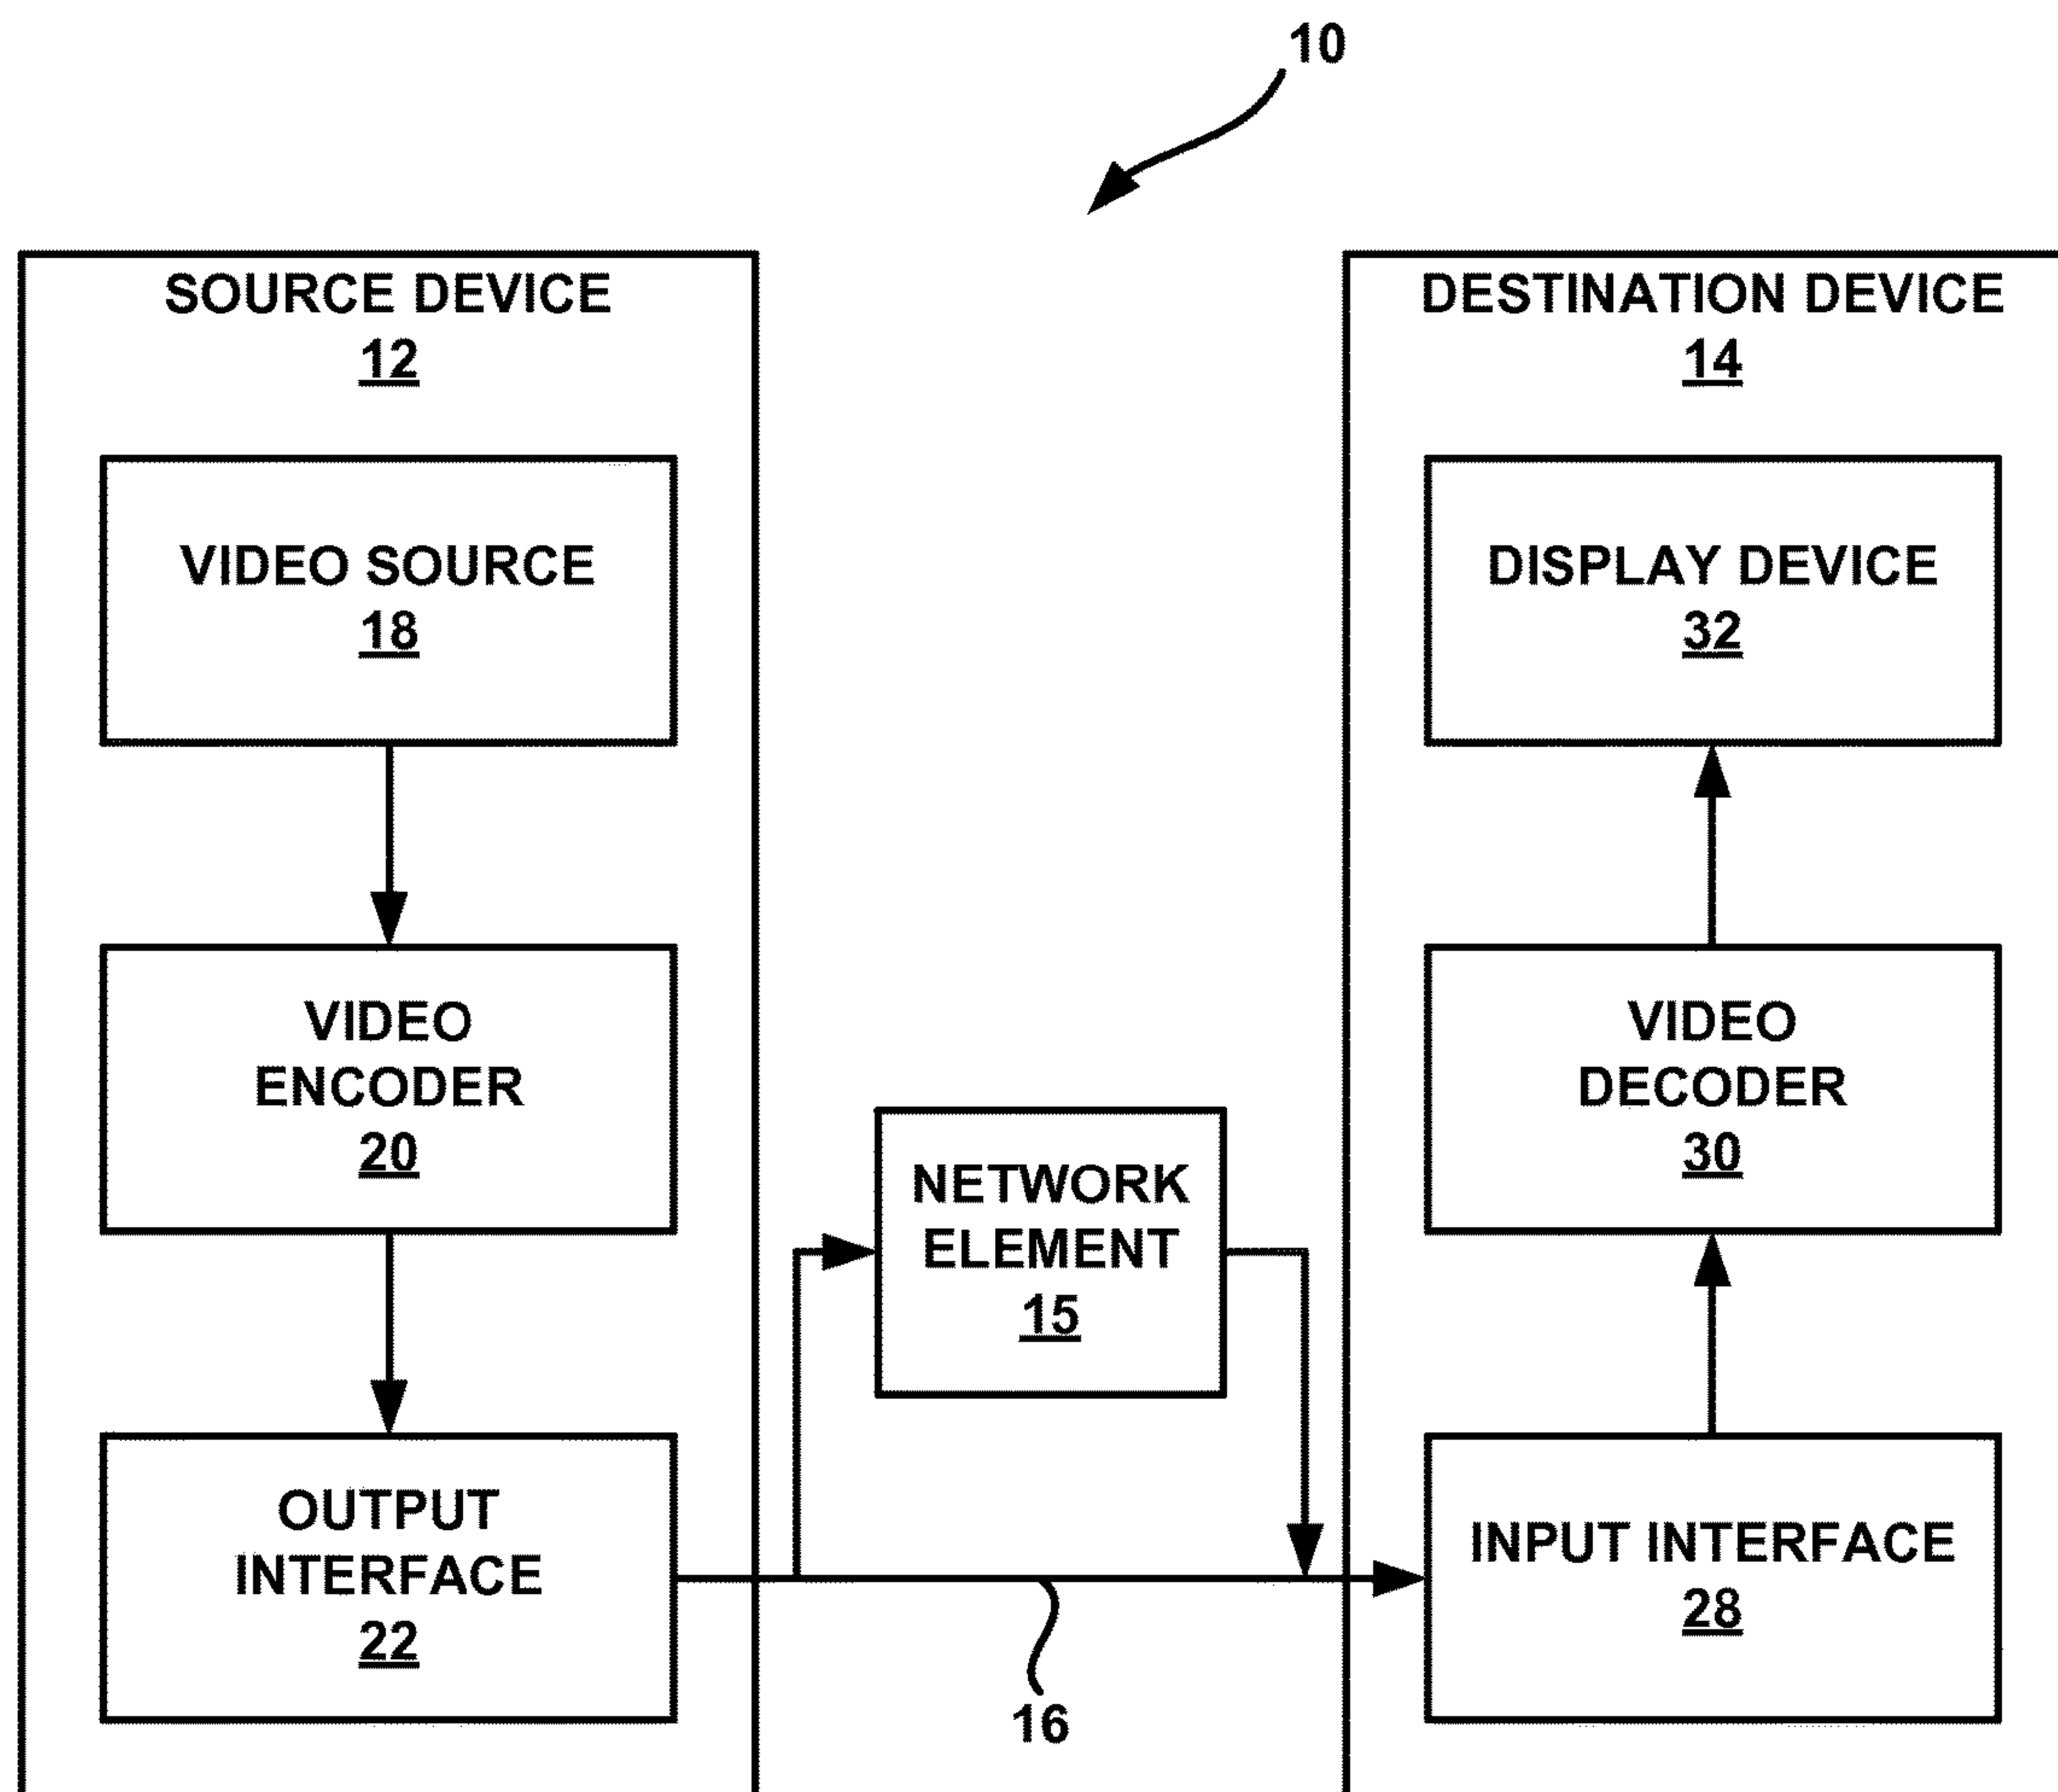 10
SOURCE DEVICE
12
VIDEO SOURCE
18
VIDEO
ENCODER
20
OUTPUT
INTERFACE
22
NETWORK
ELEMENT
15
16
DESTINATION DEVICE
14
DISPLAY DEVICE
32
VIDEO
DECODER
30
INPUT INTERFACE
28